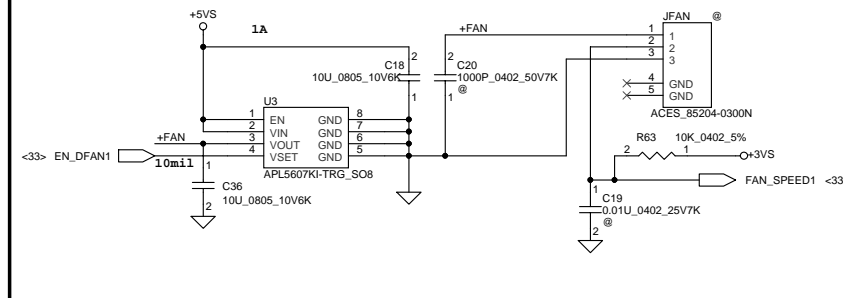 +5VS
1A
JFAN @
+FAN
1 1
2 2
3 3
4 GND
5 GND
ACES_85204-0300N
2
C18
10U_0805_10V6K
1
2
C20
1000P_0402_50V7K
@
1
U3
1 EN GND 8
2 VIN GND 7
3 VOUT GND 6
4 VSET GND 5
APL5607KI-TRG_SO8
+FAN
<33> EN_DFAN1
10mil
1
C36
10U_0805_10V6K
2
R63 10K_0402_5%
2 1
+3VS
FAN_SPEED1 <33
1
C19
0.01U_0402_25V7K
@
2